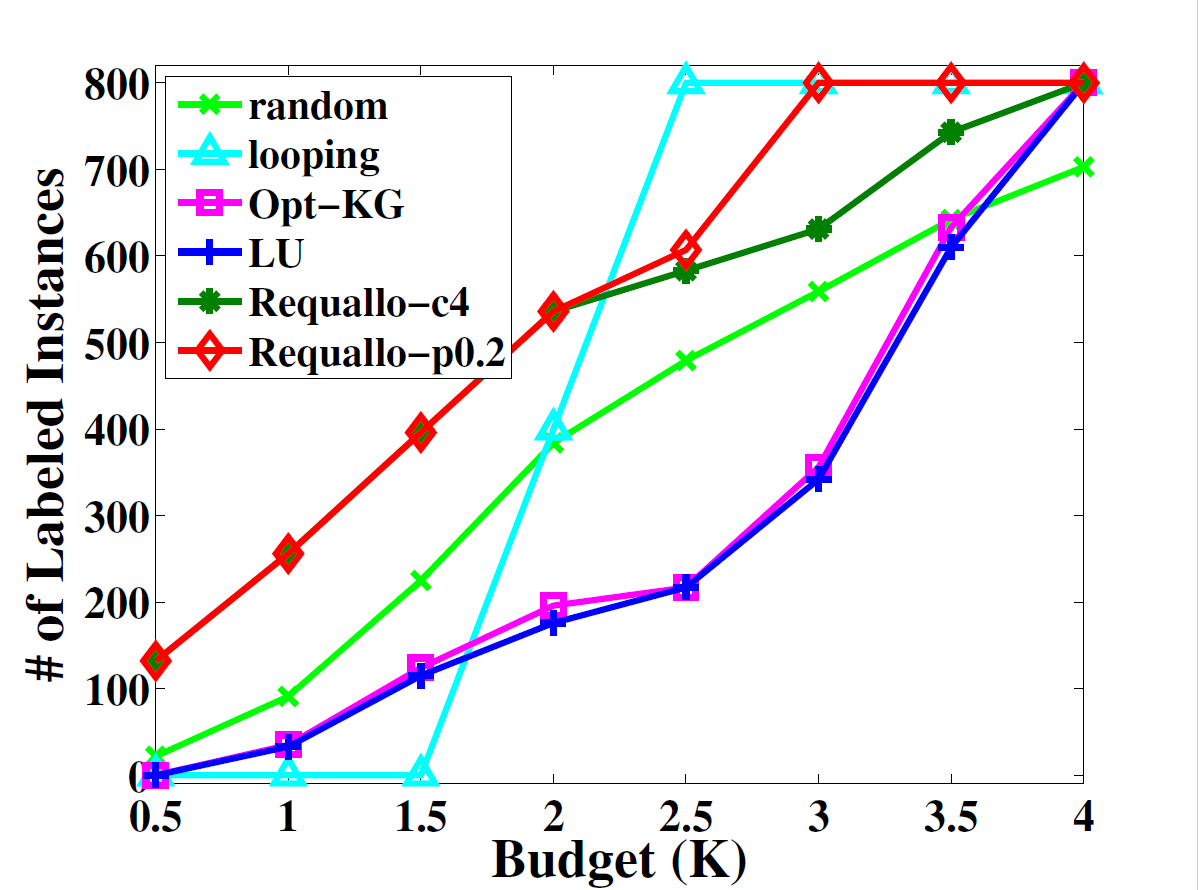 # of Labeled Instances
800
700
600
500
400
300
200
100
0
random
looping
Opt-KG
LU
Requallo-c4
Requallo-p0.2
0.5 1 1.5 2 2.5 3 3.5 4
Budget (K)